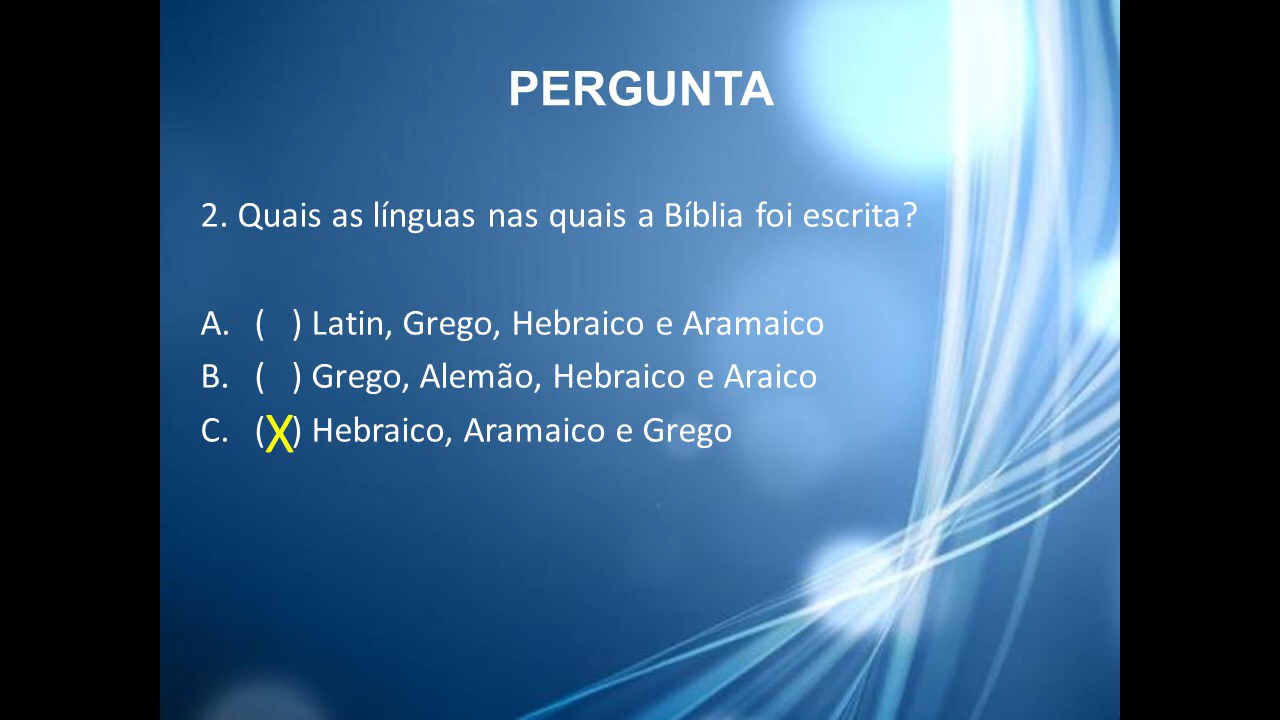 PERGUNTA
2. Quais as línguas nas quais a Bíblia foi escrita?
A. ( ) Latin, Grego, Hebraico e Aramaico
B. ( ) Grego, Alemão, Hebraico e Araico
C. (X) Hebraico, Aramaico e Grego